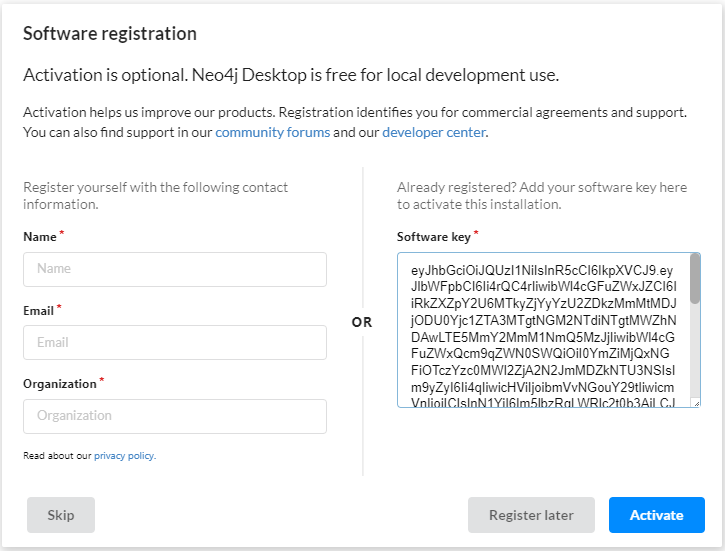 Software registration
Activation is optional. Neo4j Desktop is free for local development use.
Activation helps us improve our products. Registration identifies you for commercial agreements and support.
You can also find support in our community forums and our developer center.
Register yourself with the following contact
information.
Name *
Name
Email *
Email
Organization *
Organization
Read about our privacy policy.
OR
Already registered? Add your software key here
to activate this installation.
Software key *
Skip
Register later
Activate